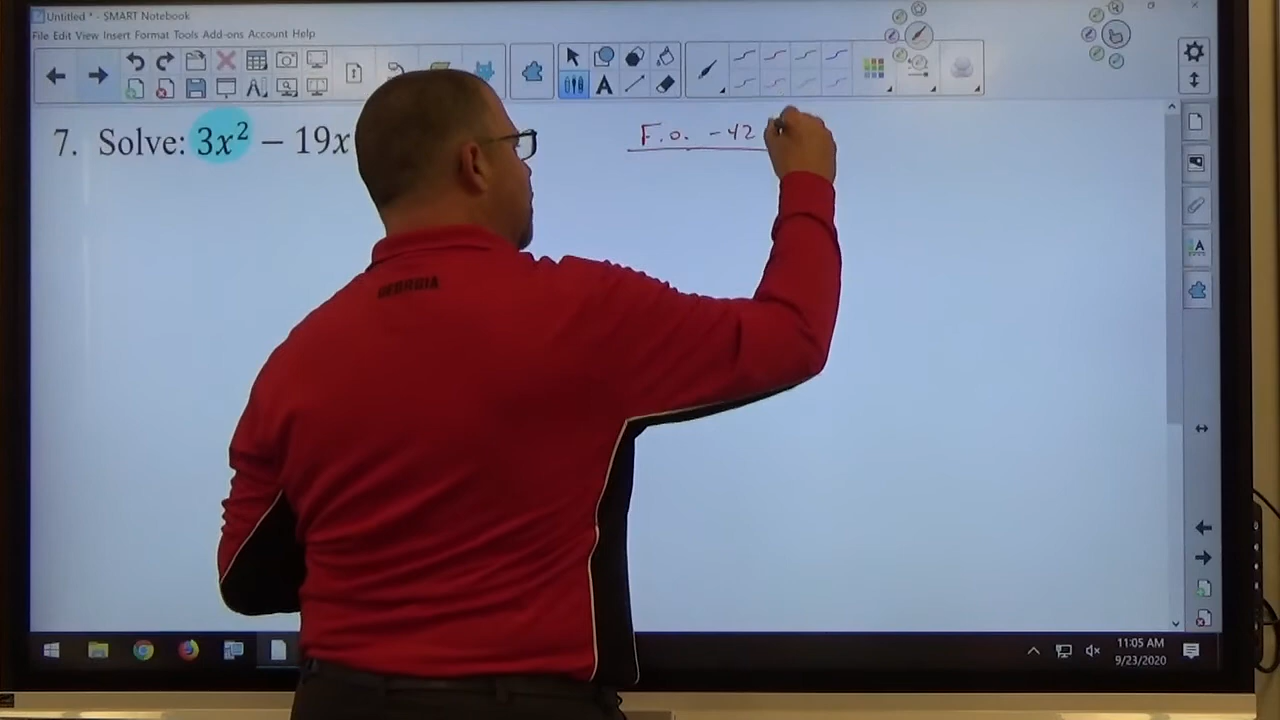 Untitled * - SMART Notebook
File Edit View Insert Format Tools Add-ons Account Help
7. Solve: 3x² − 19x
F.o. -42
GEORGIA
11:05 AM
9/23/2020